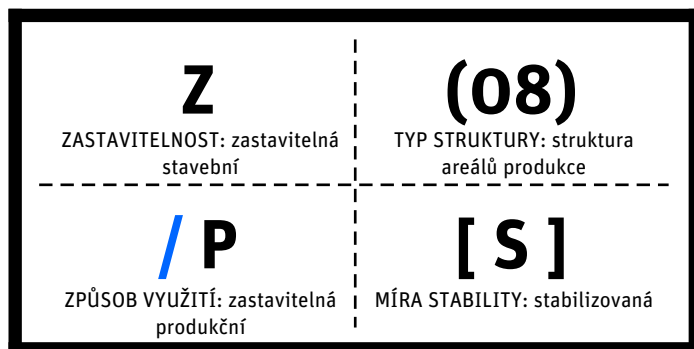 Z
ZASTAVITELNOST: zastavitelná
stavební
(08)
TYP STRUKTURY: struktura
areálů produkce
/ P
ZPŮSOB VYUŽITÍ: zastavitelná
produkční
[ S ]
MÍRA STABILITY: stabilizovaná